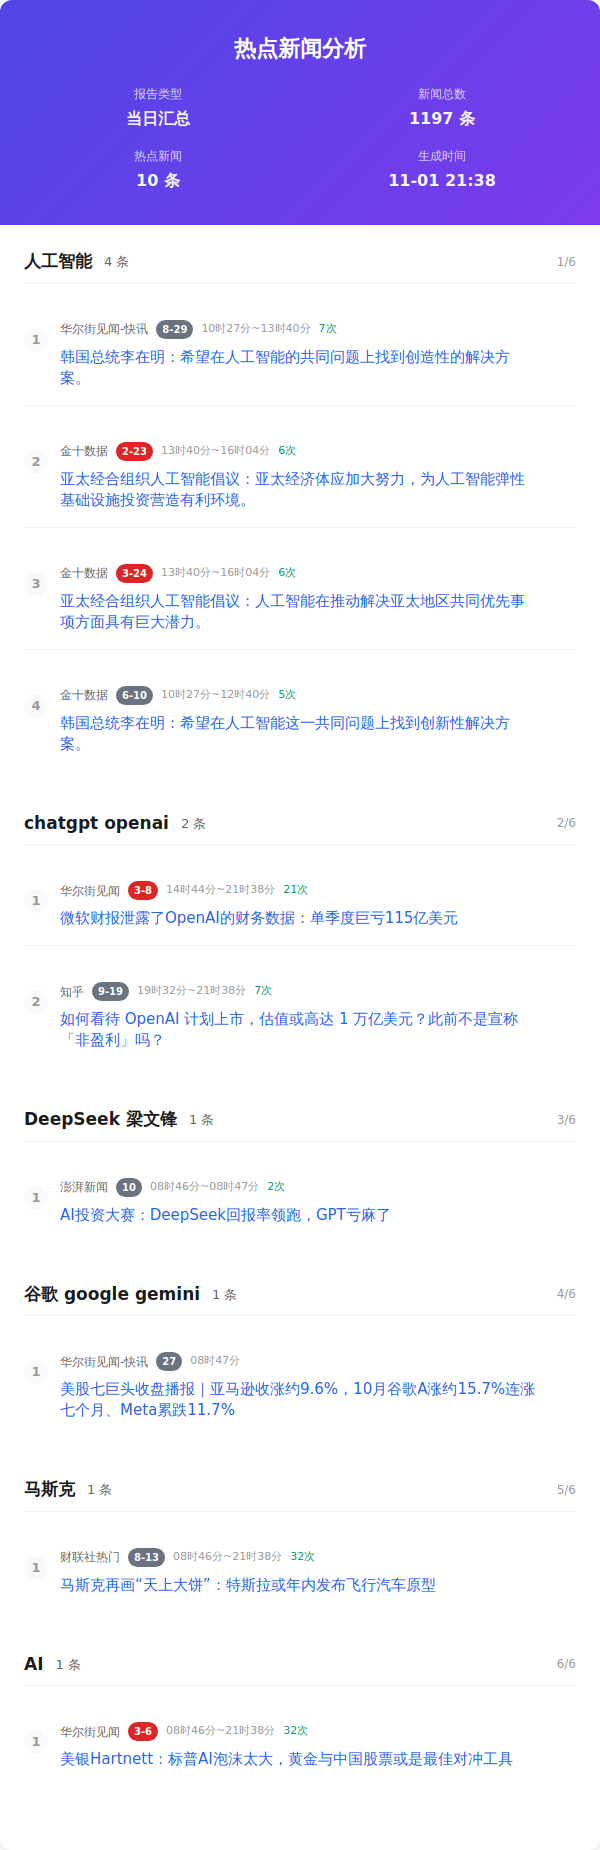 热点新闻分析
报告类型
新闻总数
当日汇总
1197 条
热点新闻
生成时间
10 条
11-01 21:38
人工智能 4 条 1/6
1
华尔街见闻-快讯 8-29 10时27分~13时40分 7次
韩国总统李在明：希望在人工智能的共同问题上找到创造性的解决方
案。
2
金十数据 2-23 13时40分~16时04分 6次
亚太经合组织人工智能倡议：亚太经济体应加大努力，为人工智能弹性
基础设施投资营造有利环境。
3
金十数据 3-24 13时40分~16时04分 6次
亚太经合组织人工智能倡议：人工智能在推动解决亚太地区共同优先事
项方面具有巨大潜力。
4
金十数据 6-10 10时27分~12时40分 5次
韩国总统李在明：希望在人工智能这一共同问题上找到创新性解决方
案。
chatgpt openai 2 条 2/6
1
华尔街见闻 3-8 14时44分~21时38分 21次
微软财报泄露了OpenAI的财务数据：单季度巨亏115亿美元
2
知乎 9-19 19时32分~21时38分 7次
如何看待 OpenAI 计划上市，估值或高达 1 万亿美元？此前不是宣称
「非盈利」吗？
DeepSeek 梁文锋 1 条 3/6
1
澎湃新闻 10 08时46分~08时47分 2次
AI投资大赛：DeepSeek回报率领跑，GPT亏麻了
谷歌 google gemini 1 条 4/6
1
华尔街见闻-快讯 27 08时47分
美股七巨头收盘播报｜亚马逊收涨约9.6%，10月谷歌A涨约15.7%连涨
七个月、Meta累跌11.7%
马斯克 1 条 5/6
1
财联社热门 8-13 08时46分~21时38分 32次
马斯克再画“天上大饼”：特斯拉或年内发布飞行汽车原型
AI 1 条 6/6
1
华尔街见闻 3-6 08时46分~21时38分 32次
美银Hartnett：标普AI泡沫太大，黄金与中国股票或是最佳对冲工具